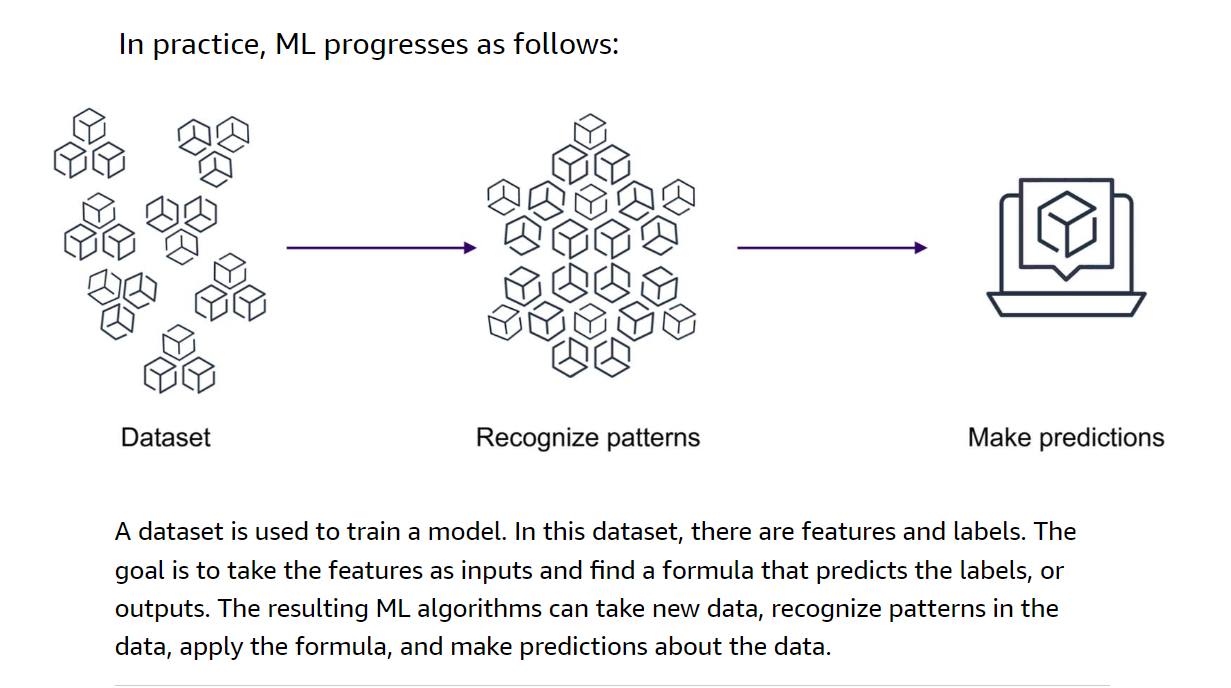 In practice, ML progresses as follows:
Dataset
Recognize patterns
Make predictions
A dataset is used to train a model. In this dataset, there are features and labels. The
goal is to take the features as inputs and find a formula that predicts the labels, or
outputs. The resulting ML algorithms can take new data, recognize patterns in the
data, apply the formula, and make predictions about the data.